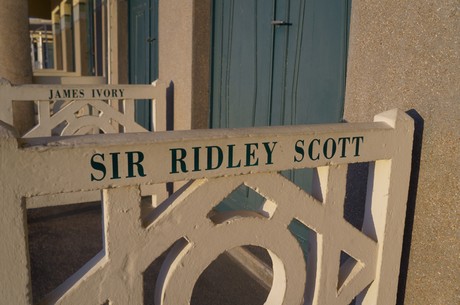 JAMES IVORY
SIR RIDLEY SCOTT